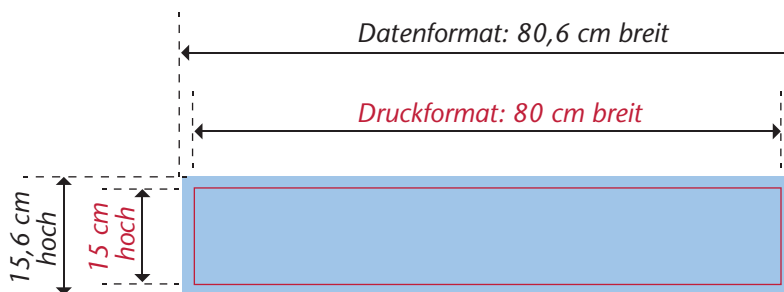 Datenformat: 80,6 cm breit
Druckformat: 80 cm breit
15,6 cm
hoch
15 cm
hoch